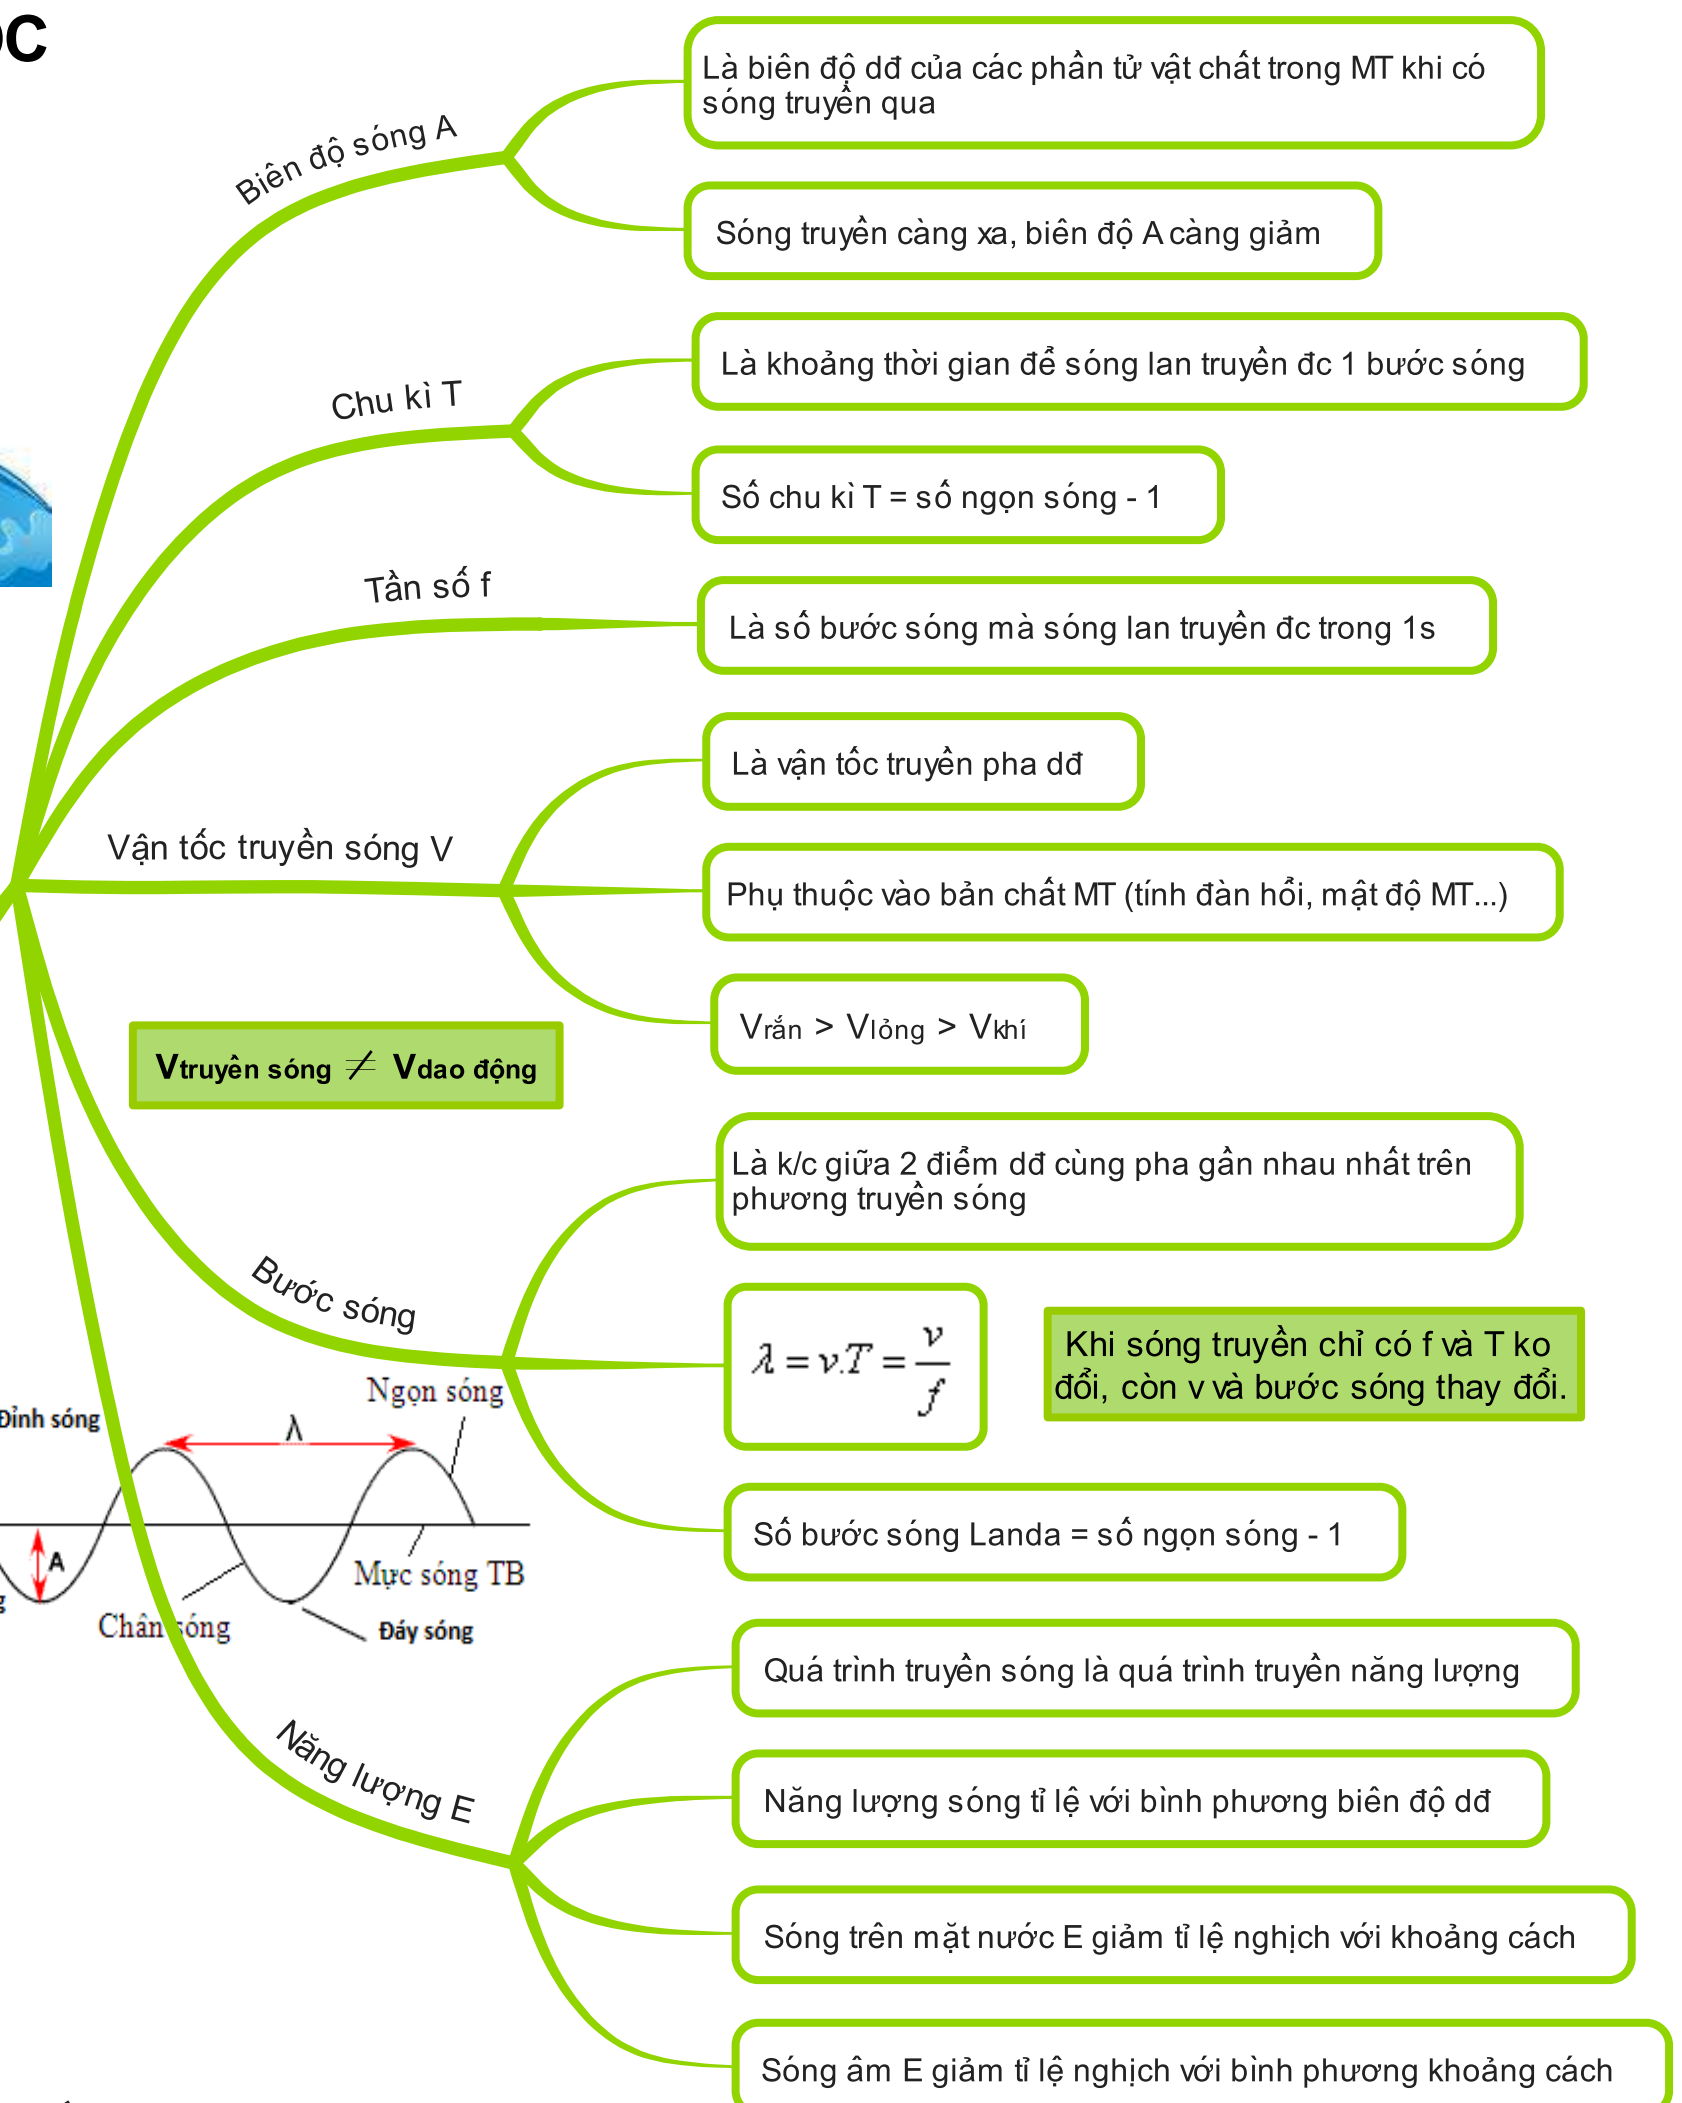 Biên độ sóng A
Là biên độ dđ của các phần tử vật chất trong MT khi có
sóng truyền qua
Sóng truyền càng xa, biên độ A càng giảm
Chu kì T
Là khoảng thời gian để sóng lan truyền đc 1 bước sóng
Số chu kì T = số ngọn sóng - 1
Tần số f
Là số bước sóng mà sóng lan truyền đc trong 1s
Vận tốc truyền sóng V
Là vận tốc truyền pha dđ
Phụ thuộc vào bản chất MT (tính đàn hồi, mật độ MT...)
Vrắn > Vlỏng > Vkhí
Vtruyền sóng ≠ Vdao động
Bước sóng
Là k/c giữa 2 điểm dđ cùng pha gần nhau nhất trên
phương truyền sóng
λ = v.T = v/f
Khi sóng truyền chỉ có f và T ko
đổi, còn v và bước sóng thay đổi.
Số bước sóng Landa = số ngọn sóng - 1
Ngọn sóng
Đỉnh sóng
λ
A
Mực sóng TB
Chân sóng
Đáy sóng
Năng lượng E
Quá trình truyền sóng là quá trình truyền năng lượng
Năng lượng sóng tỉ lệ với bình phương biên độ dđ
Sóng trên mặt nước E giảm tỉ lệ nghịch với khoảng cách
Sóng âm E giảm tỉ lệ nghịch với bình phương khoảng cách